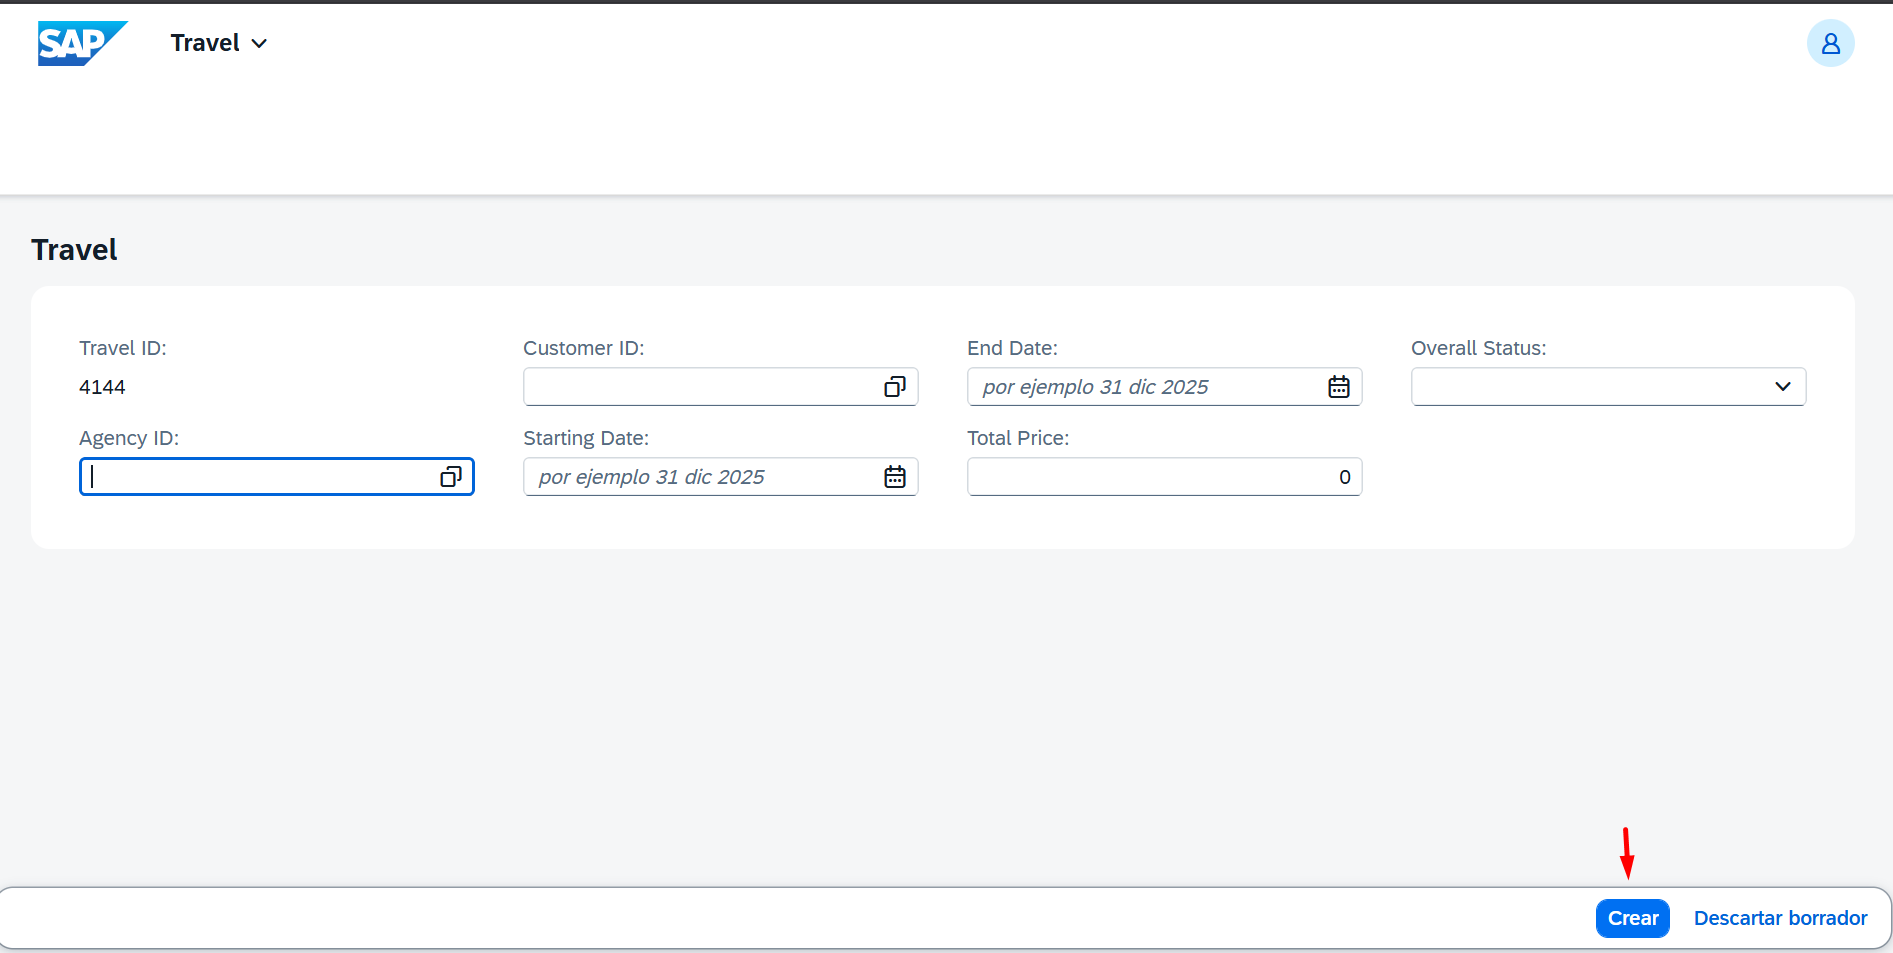 SAP Travel
Travel
Travel ID:
4144
Agency ID:
Customer ID:
Starting Date:
por ejemplo 31 dic 2025
End Date:
por ejemplo 31 dic 2025
Total Price:
0
Overall Status:
Crear Descartar borrador